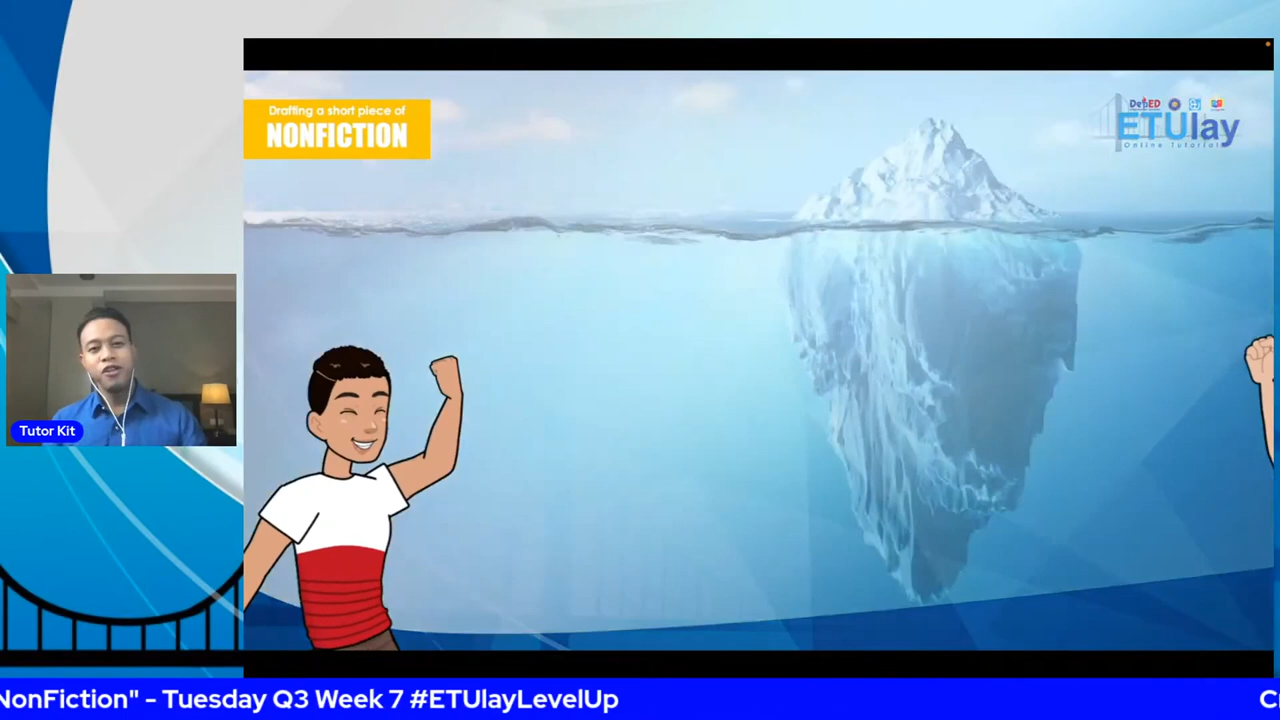 Drafting a short piece of
NONFICTION
DepED
ETUlay
Online Tutorial
Tutor Kit
NonFiction" - Tuesday Q3 Week 7 #ETUlayLevelUp